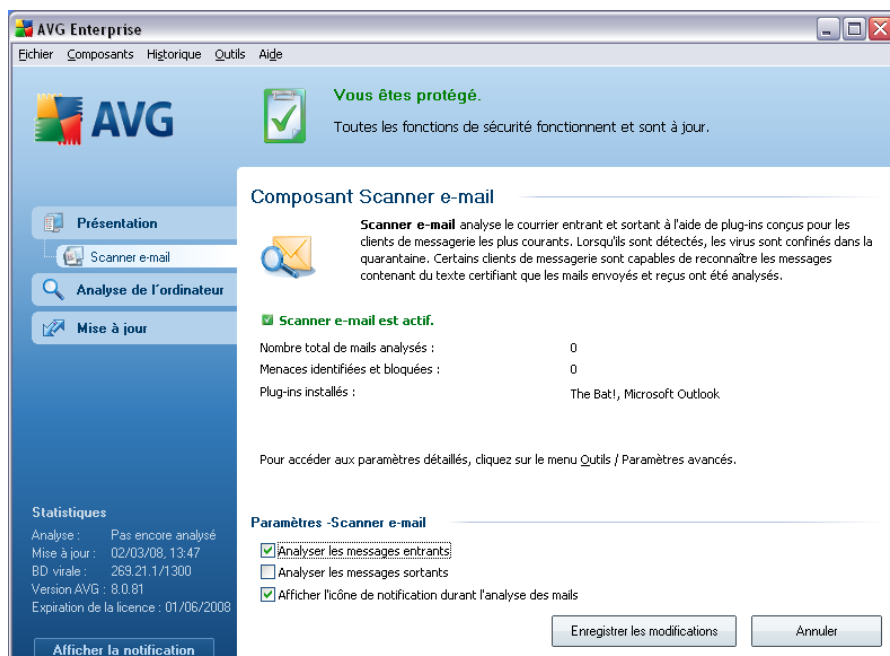 AVG Enterprise
Fichier Composants Historique Outils Aide
AVG
Vous êtes protégé.
Toutes les fonctions de sécurité fonctionnent et sont à jour.
Présentation
Scanner e-mail
Analyse de l'ordinateur
Mise à jour
Composant Scanner e-mail
Scanner e-mail analyse le courrier entrant et sortant à l'aide de plug-ins conçus pour les
clients de messagerie les plus courants. Lorsqu'ils sont détectés, les virus sont confinés dans la
quarantaine. Certains clients de messagerie sont capables de reconnaître les messages
contenant du texte certifiant que les mails envoyés et reçus ont été analysés.
Scanner e-mail est actif.
Nombre total de mails analysés : 0
Menaces identifiées et bloquées : 0
Plug-ins installés : The Bat!, Microsoft Outlook
Pour accéder aux paramètres détaillés, cliquez sur le menu Outils / Paramètres avancés.
Statistiques
Analyse : Pas encore analysé
Mise à jour : 02/03/08, 13:47
BD virale : 269.21.1/1300
Version AVG : 8.0.81
Expiration de la licence : 01/06/2008
Afficher la notification
Paramètres -Scanner e-mail
Analyser les messages entrants
Analyser les messages sortants
Afficher l'icône de notification durant l'analyse des mails
Enregistrer les modifications Annuler